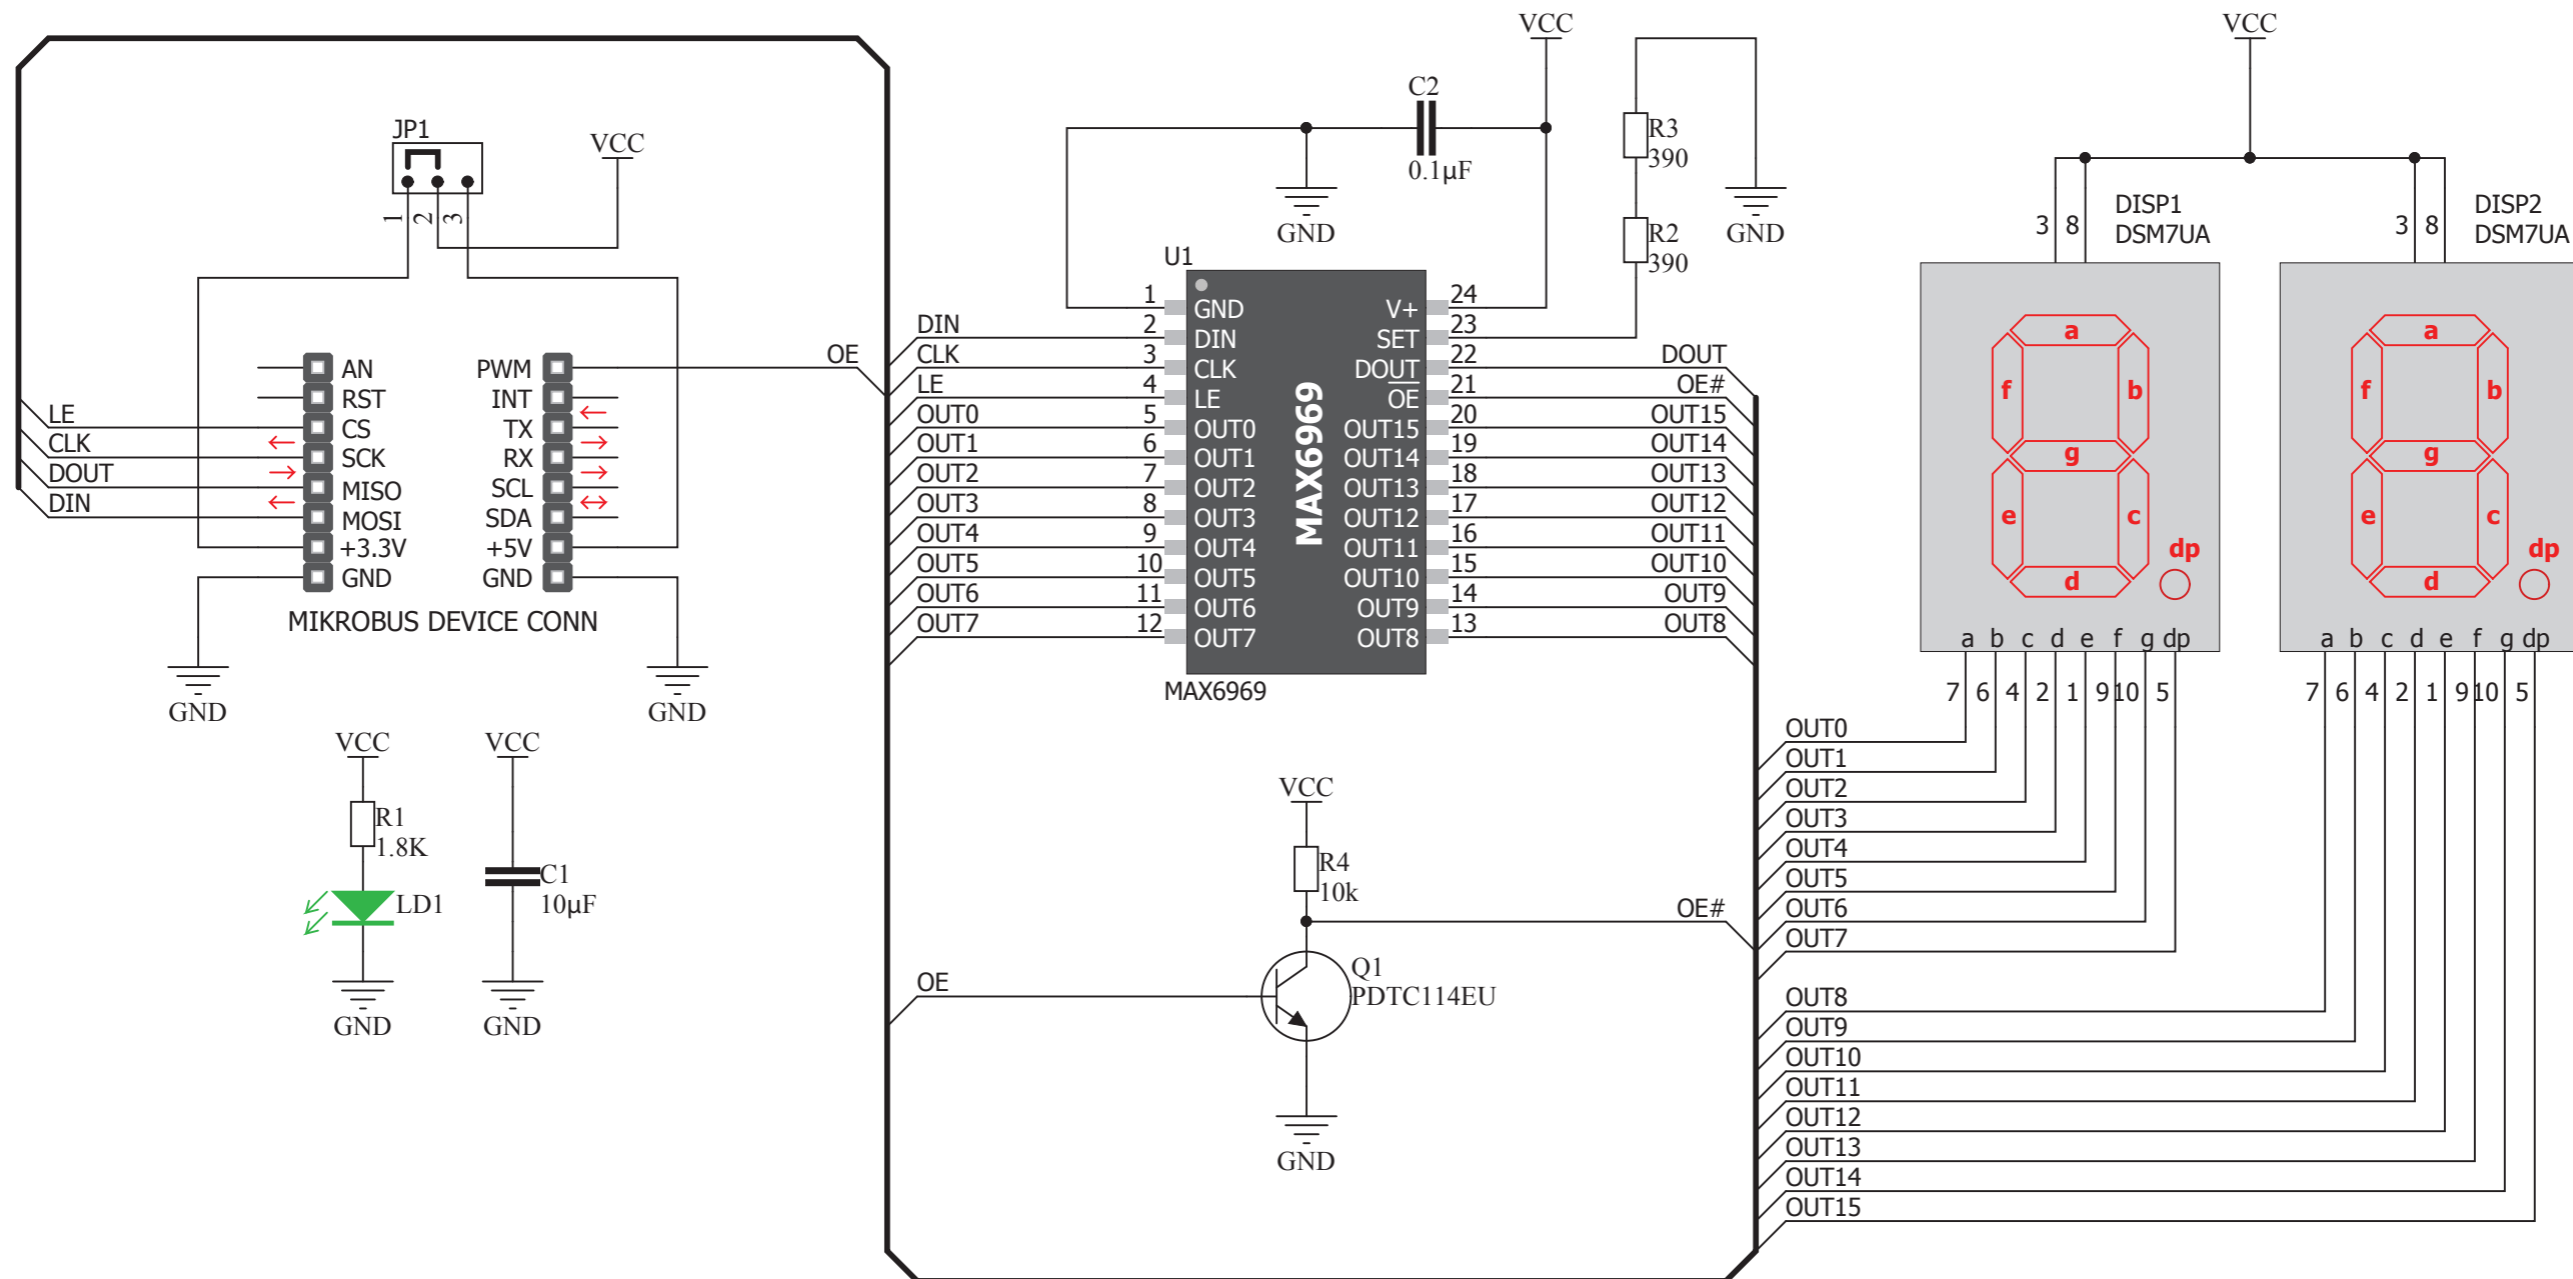 JP1
VCC
1
2
3
AN
RST
CS
SCK
MISO
MOSI
+3.3V
GND
PWM
INT
TX
RX
SCL
SDA
+5V
GND
LE
CLK
DOUT
DIN
OE
MIKROBUS DEVICE CONN
GND
GND
VCC
R1
1.8K
LD1
GND
VCC
C1
10µF
GND
VCC
C2
0.1µF
GND
R3
390
R2
390
GND
U1
DIN
CLK
LE
OUT0
OUT1
OUT2
OUT3
OUT4
OUT5
OUT6
OUT7
1
2
3
4
5
6
7
8
9
10
11
12
GND
DIN
CLK
LE
OUT0
OUT1
OUT2
OUT3
OUT4
OUT5
OUT6
OUT7
MAX6969
V+
SET
DOUT
OE
OUT15
OUT14
OUT13
OUT12
OUT11
OUT10
OUT9
OUT8
24
23
22
21
20
19
18
17
16
15
14
13
DOUT
OE#
OUT15
OUT14
OUT13
OUT12
OUT11
OUT10
OUT9
OUT8
MAX6969
VCC
R4
10k
OE#
OE
Q1
PDTC114EU
GND
VCC
3 8
DISP1
DSM7UA
a
f b
g
e c
dp
d
a b c d e f g dp
7 6 4 2 1 9 10 5
3 8
DISP2
DSM7UA
a
f b
g
e c
dp
d
a b c d e f g dp
7 6 4 2 1 9 10 5
OUT0
OUT1
OUT2
OUT3
OUT4
OUT5
OUT6
OUT7
OUT8
OUT9
OUT10
OUT11
OUT12
OUT13
OUT14
OUT15